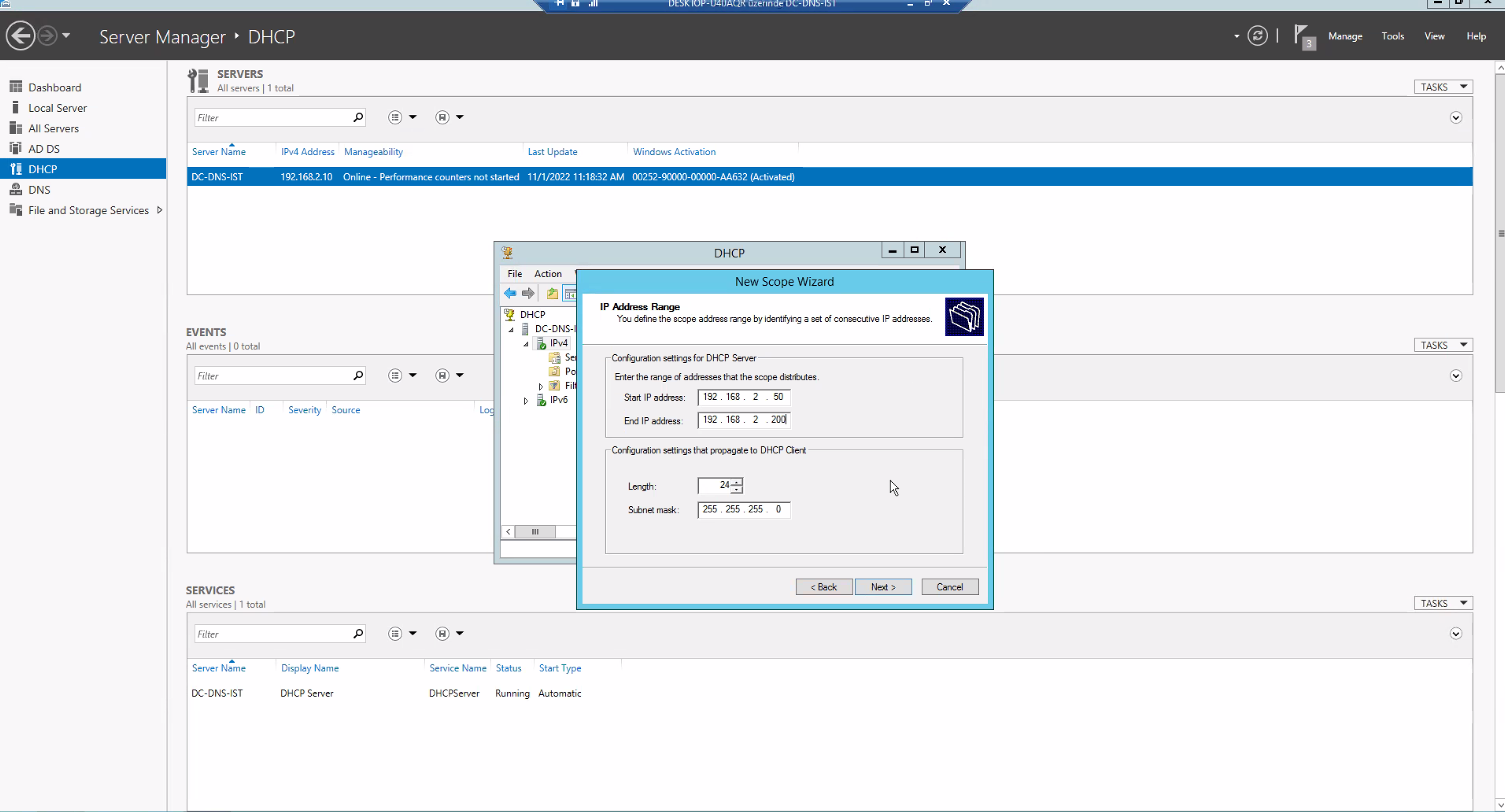 DESKTOP-U40AQR üzerinde DC-DNS-IST
Server Manager ‣ DHCP
3
Manage Tools View Help
Dashboard
Local Server
All Servers
AD DS
DHCP
DNS
File and Storage Services
SERVERS
All servers | 1 total
TASKS
Filter
Server Name IPv4 Address Manageability Last Update Windows Activation
DC-DNS-IST 192.168.2.10 Online - Performance counters not started 11/1/2022 11:18:32 AM 00252-90000-00000-AA632 (Activated)
EVENTS
All events | 0 total
TASKS
Filter
Server Name ID Severity Source Log
SERVICES
All services | 1 total
TASKS
Filter
Server Name Display Name Service Name Status Start Type
DC-DNS-IST DHCP Server DHCPServer Running Automatic
DHCP
File Action
DHCP
DC-DNS-I
IPv4
Ser
Po
Filt
IPv6
New Scope Wizard
IP Address Range
You define the scope address range by identifying a set of consecutive IP addresses.
Configuration settings for DHCP Server
Enter the range of addresses that the scope distributes.
Start IP address: 192 . 168 . 2 . 50
End IP address: 192 . 168 . 2 . 200
Configuration settings that propagate to DHCP Client
Length: 24
Subnet mask: 255 . 255 . 255 . 0
< Back Next > Cancel